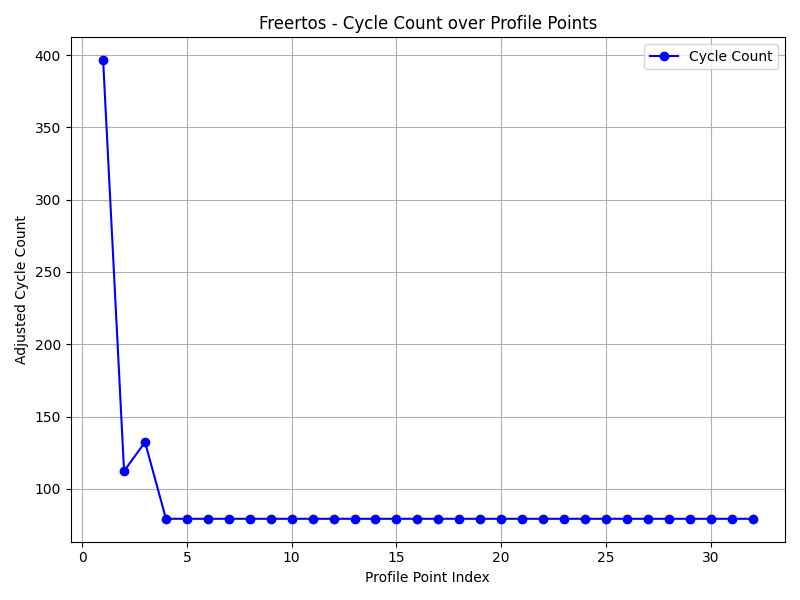 Freertos - Cycle Count over Profile Points
Cycle Count
400
350
300
250
200
150
100
Adjusted Cycle Count
0 5 10 15 20 25 30
Profile Point Index